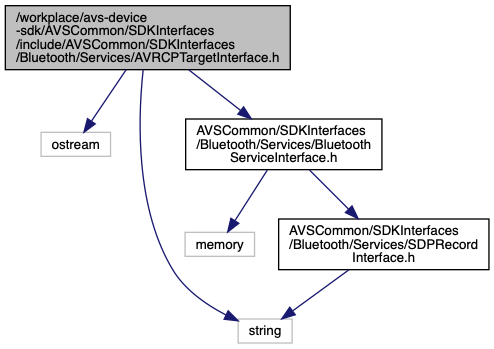 /workplace/avs-device
-sdk/AVSCommon/SDKInterfaces
/include/AVSCommon/SDKInterfaces
/Bluetooth/Services/AVRCPTargetInterface.h
ostream
AVSCommon/SDKInterfaces
/Bluetooth/Services/Bluetooth
ServiceInterface.h
memory
AVSCommon/SDKInterfaces
/Bluetooth/Services/SDPRecord
Interface.h
string